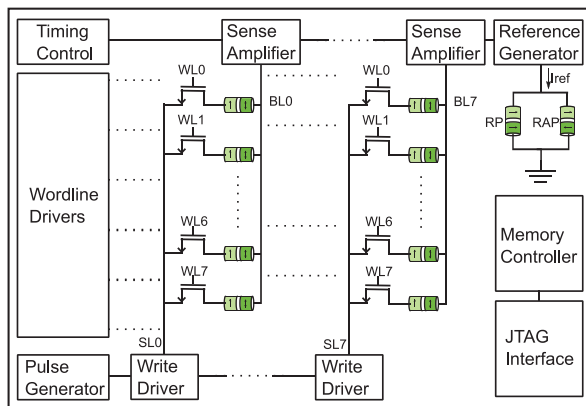 Timing
Control
Sense
Amplifier
Sense
Amplifier
Reference
Generator
Iref
RP
RAP
Wordline
Drivers
WL0
BL0
WL1
WL6
WL7
SL0
WL0
BL7
WL1
WL6
WL7
SL7
Memory
Controller
JTAG
Interface
Pulse
Generator
Write
Driver
Write
Driver